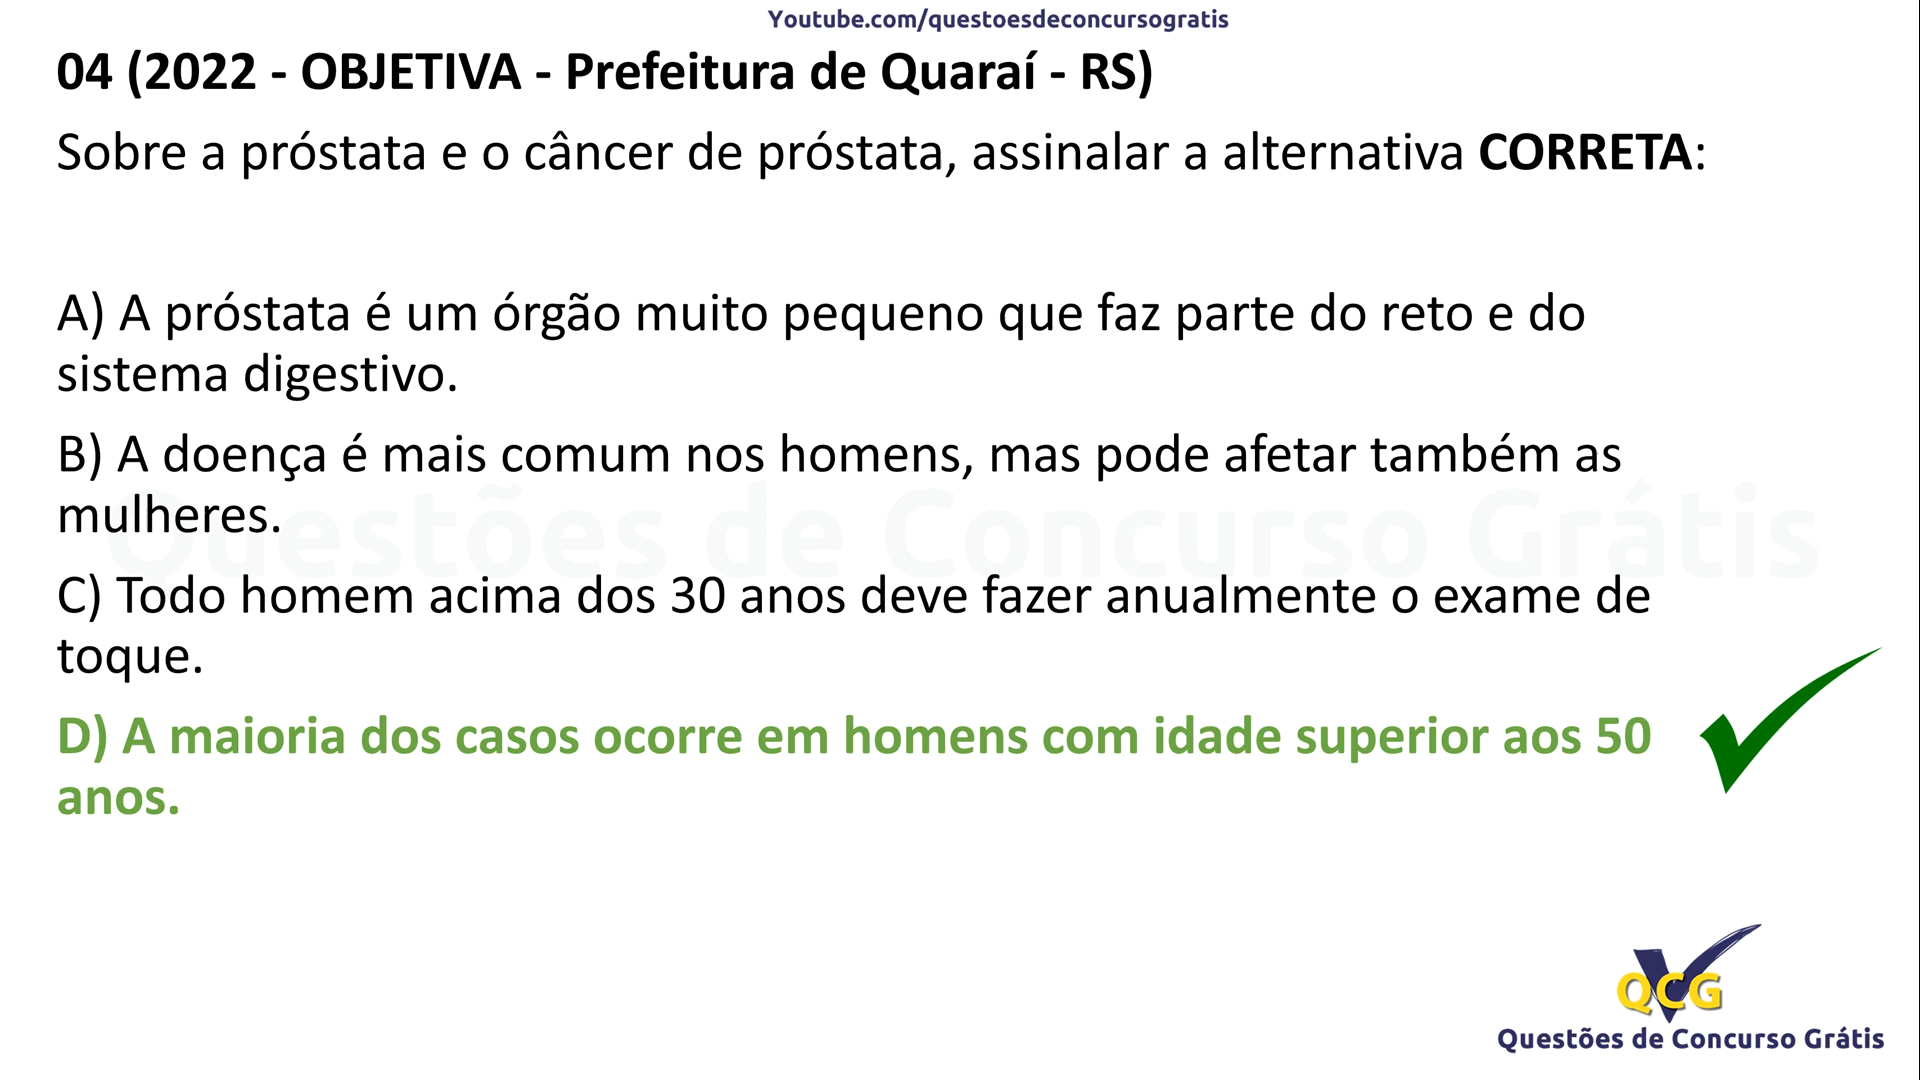 Youtube.com/questoesdeconcursogratis
04 (2022 - OBJETIVA - Prefeitura de Quaraí - RS)
Sobre a próstata e o câncer de próstata, assinalar a alternativa CORRETA:
A) A próstata é um órgão muito pequeno que faz parte do reto e do
sistema digestivo.
B) A doença é mais comum nos homens, mas pode afetar também as
mulheres.
Questões de Concurso Grátis
C) Todo homem acima dos 30 anos deve fazer anualmente o exame de
toque.
D) A maioria dos casos ocorre em homens com idade superior aos 50
anos.
QCG
Questões de Concurso Grátis